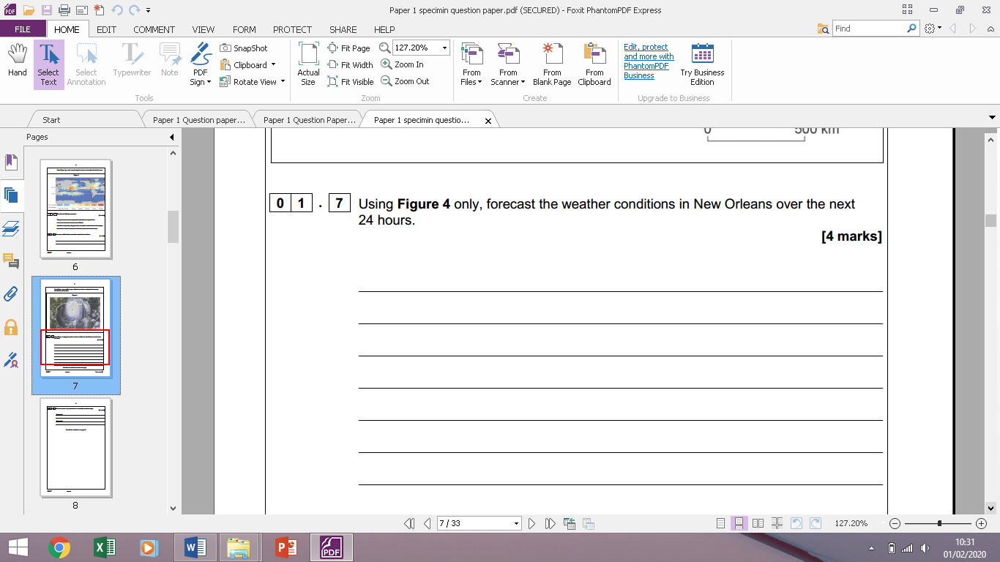 Paper 1 specimin question paper.pdf (SECURED) - Foxit PhantomPDF Express
FILE HOME EDIT COMMENT VIEW FORM PROTECT SHARE HELP Find
Hand Select Text Select Annotation Typewriter Note PDF Sign SnapShot Clipboard Rotate View
Tools
Actual Size Fit Page Fit Width Fit Visible 127.20% Zoom In Zoom Out
Zoom
From Files From Scanner From Blank Page From Clipboard
Create
Edit, protect
and more with
PhantomPDF
Business
Try Business Edition
Upgrade to Business
Start Paper 1 Question paper... Paper 1 Question Paper... Paper 1 specimin questio...
Pages
6
7
8
0 500 km
0 1 . 7 Using Figure 4 only, forecast the weather conditions in New Orleans over the next
24 hours.
[4 marks]
7 / 33 127.20%
10:31
01/02/2020